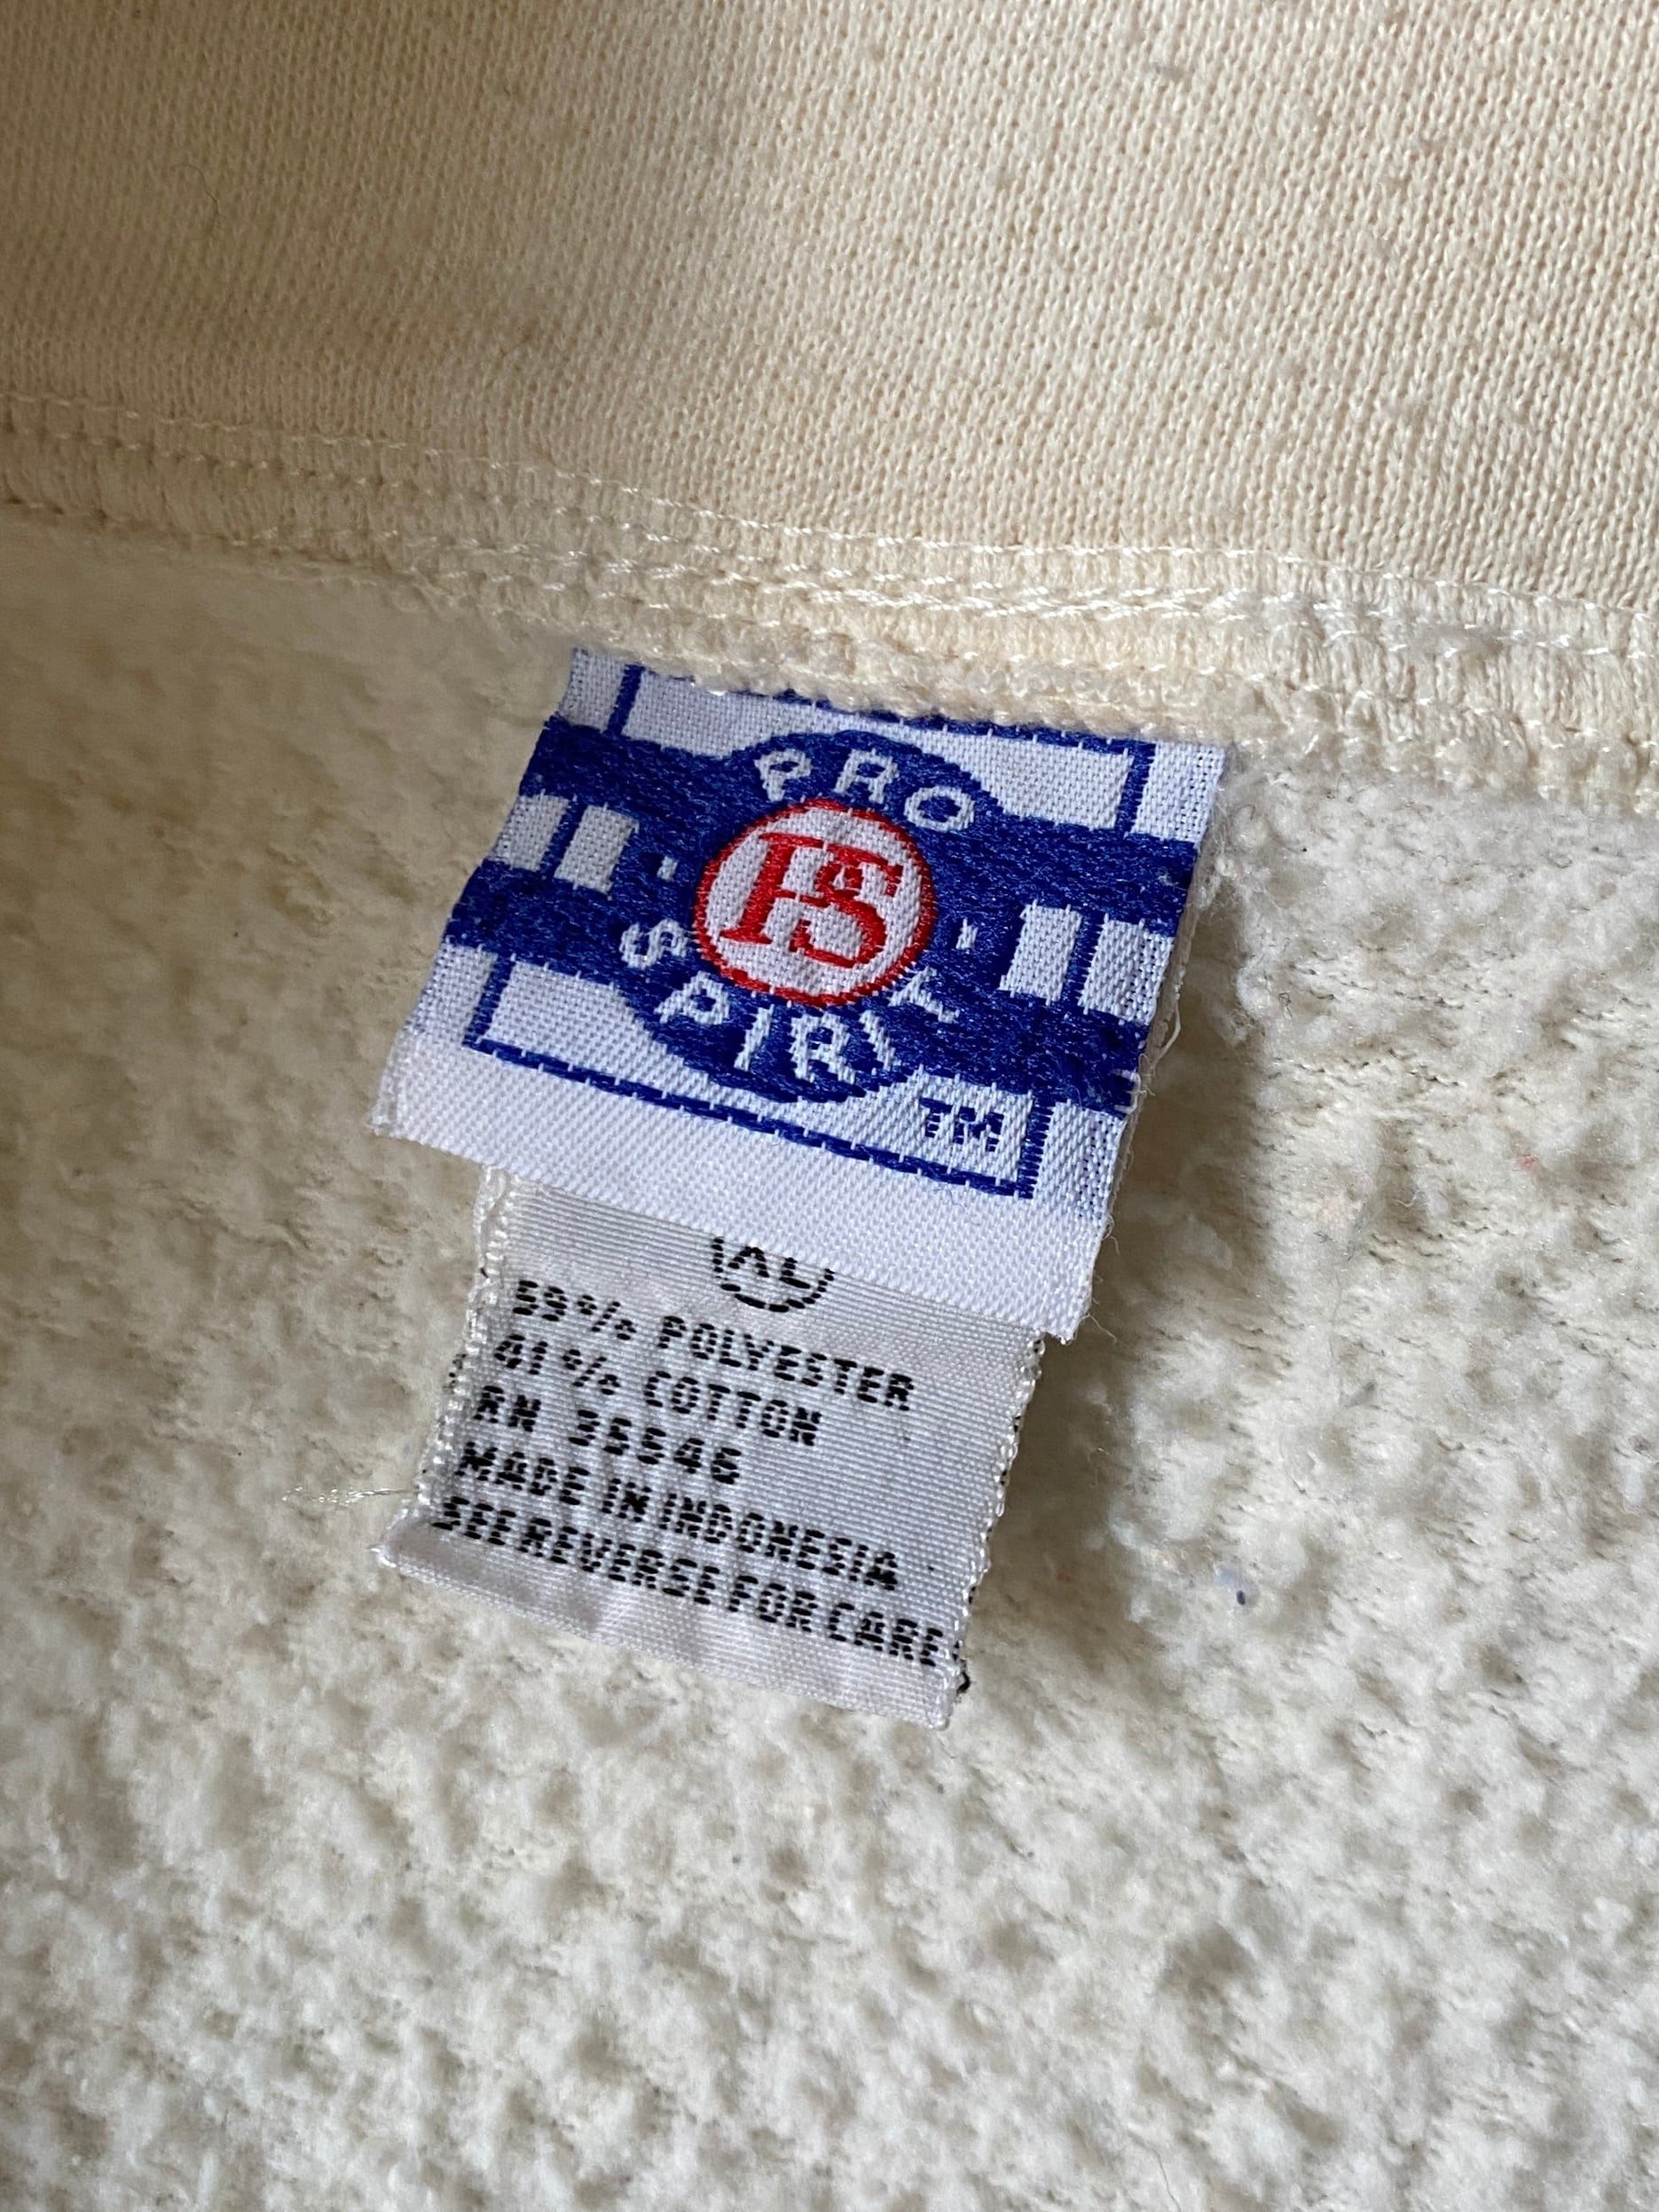 PRO
PS
SPIRIT
TM
AL
59% POLYESTER
41% COTTON
RN 35546
MADE IN INDONESIA
SEE REVERSE FOR CARE